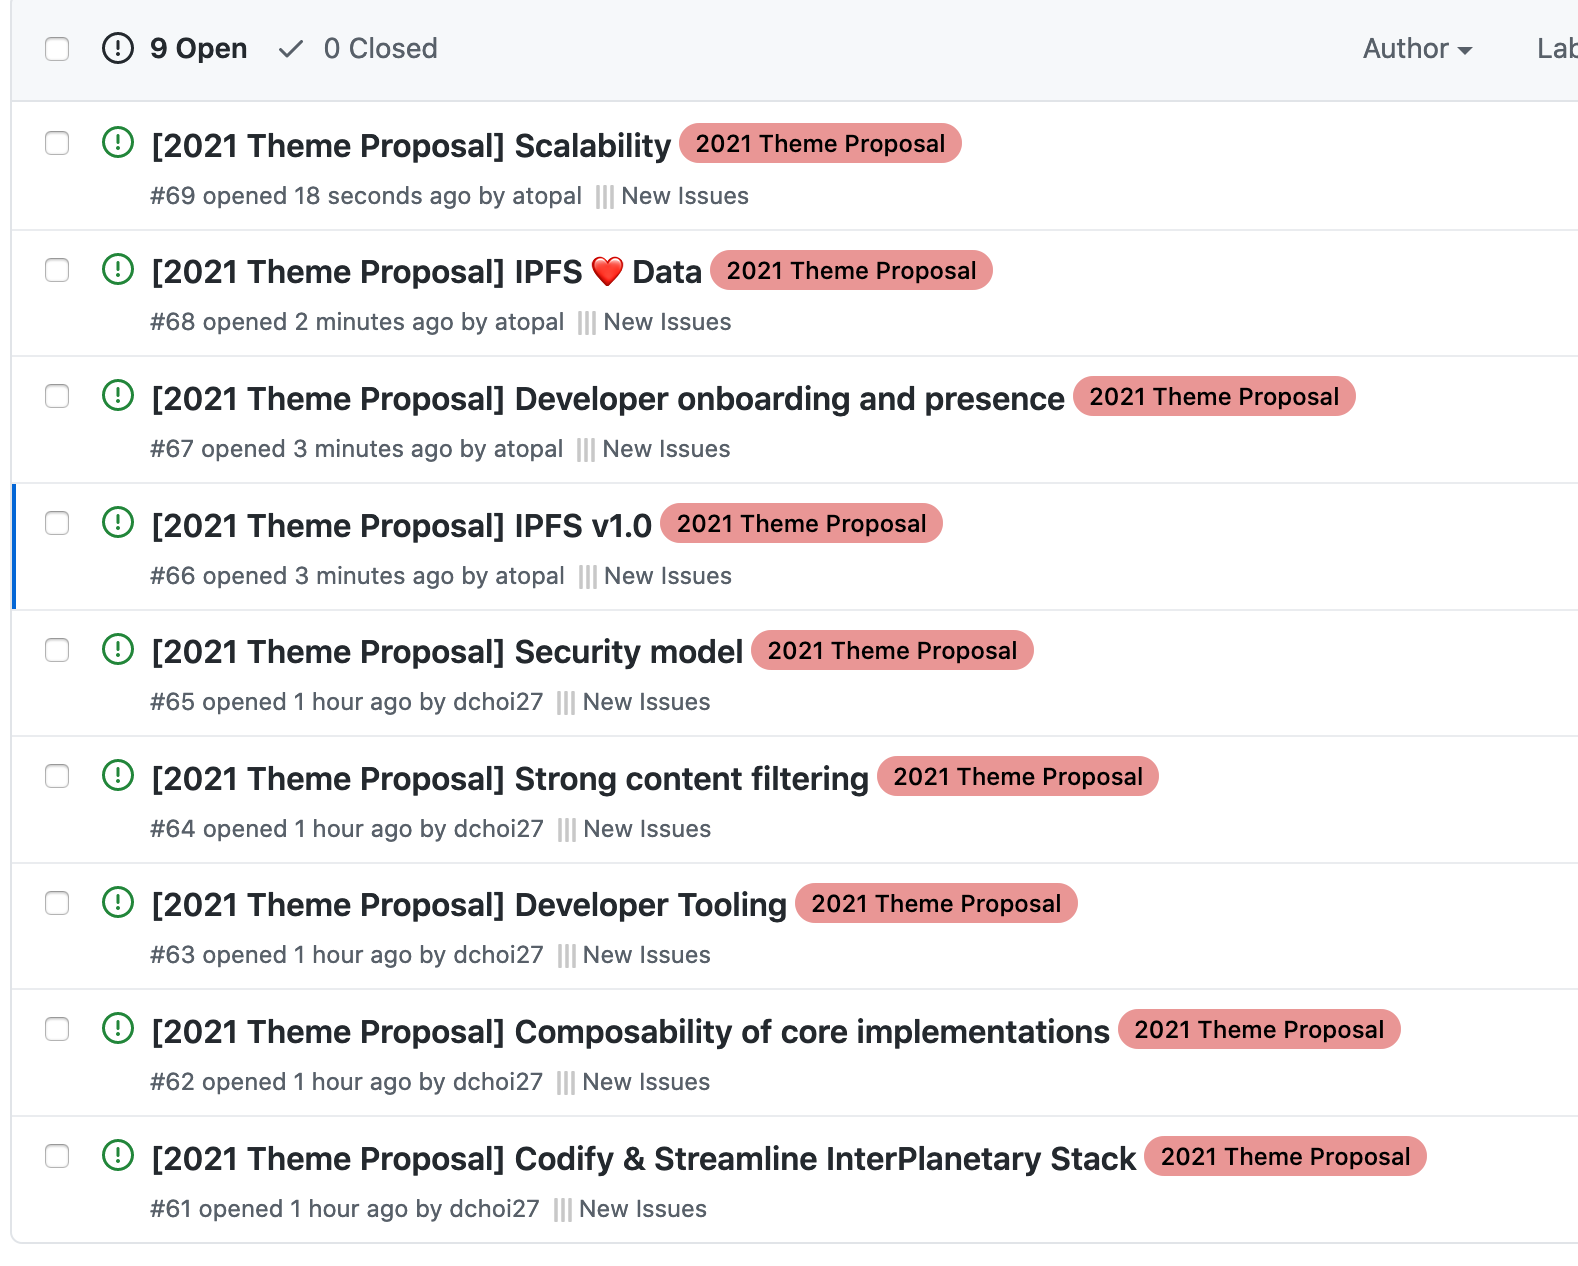 9 Open 0 Closed Author Lab
[2021 Theme Proposal] Scalability 2021 Theme Proposal
#69 opened 18 seconds ago by atopal New Issues
[2021 Theme Proposal] IPFS ❤️ Data 2021 Theme Proposal
#68 opened 2 minutes ago by atopal New Issues
[2021 Theme Proposal] Developer onboarding and presence 2021 Theme Proposal
#67 opened 3 minutes ago by atopal New Issues
[2021 Theme Proposal] IPFS v1.0 2021 Theme Proposal
#66 opened 3 minutes ago by atopal New Issues
[2021 Theme Proposal] Security model 2021 Theme Proposal
#65 opened 1 hour ago by dchoi27 New Issues
[2021 Theme Proposal] Strong content filtering 2021 Theme Proposal
#64 opened 1 hour ago by dchoi27 New Issues
[2021 Theme Proposal] Developer Tooling 2021 Theme Proposal
#63 opened 1 hour ago by dchoi27 New Issues
[2021 Theme Proposal] Composability of core implementations 2021 Theme Proposal
#62 opened 1 hour ago by dchoi27 New Issues
[2021 Theme Proposal] Codify & Streamline InterPlanetary Stack 2021 Theme Proposal
#61 opened 1 hour ago by dchoi27 New Issues